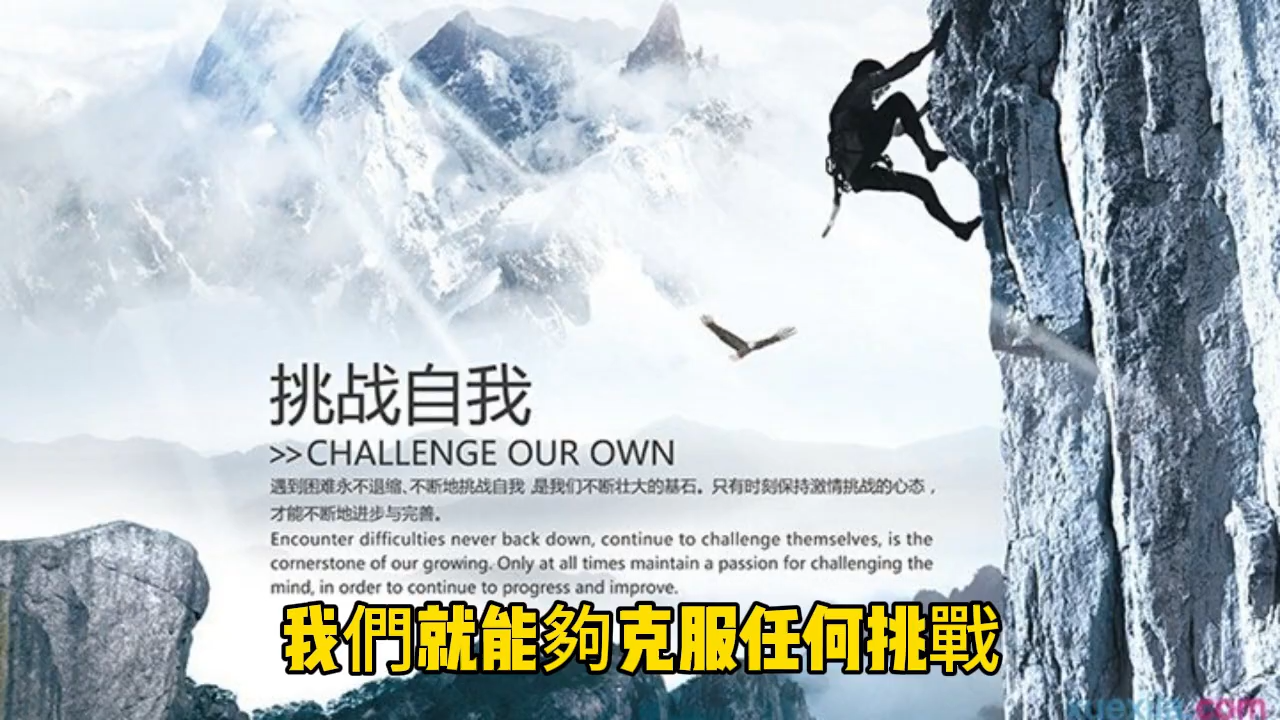 挑战自我
>>CHALLENGE OUR OWN
遇到困难永不退缩、不断地挑战自我,是我们不断壮大的基石。只有时刻保持激情挑战的心态,
才能不断地进步与完善。
Encounter difficulties never back down, continue to challenge themselves, is the
cornerstone of our growing. Only at all times maintain a passion for challenging the
mind, in order to continue to progress and improve.
我們就能夠克服任何挑戰